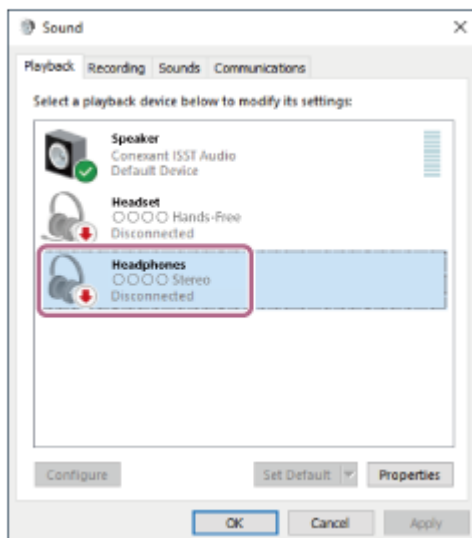 Sound
Playback Recording Sounds Communications
Select a playback device below to modify its settings:
Speaker
Conexant ISST Audio
Default Device
Headset
○○○○ Hands-Free
Disconnected
Headphones
○○○○ Stereo
Disconnected
Configure Set Default Properties
OK Cancel Apply